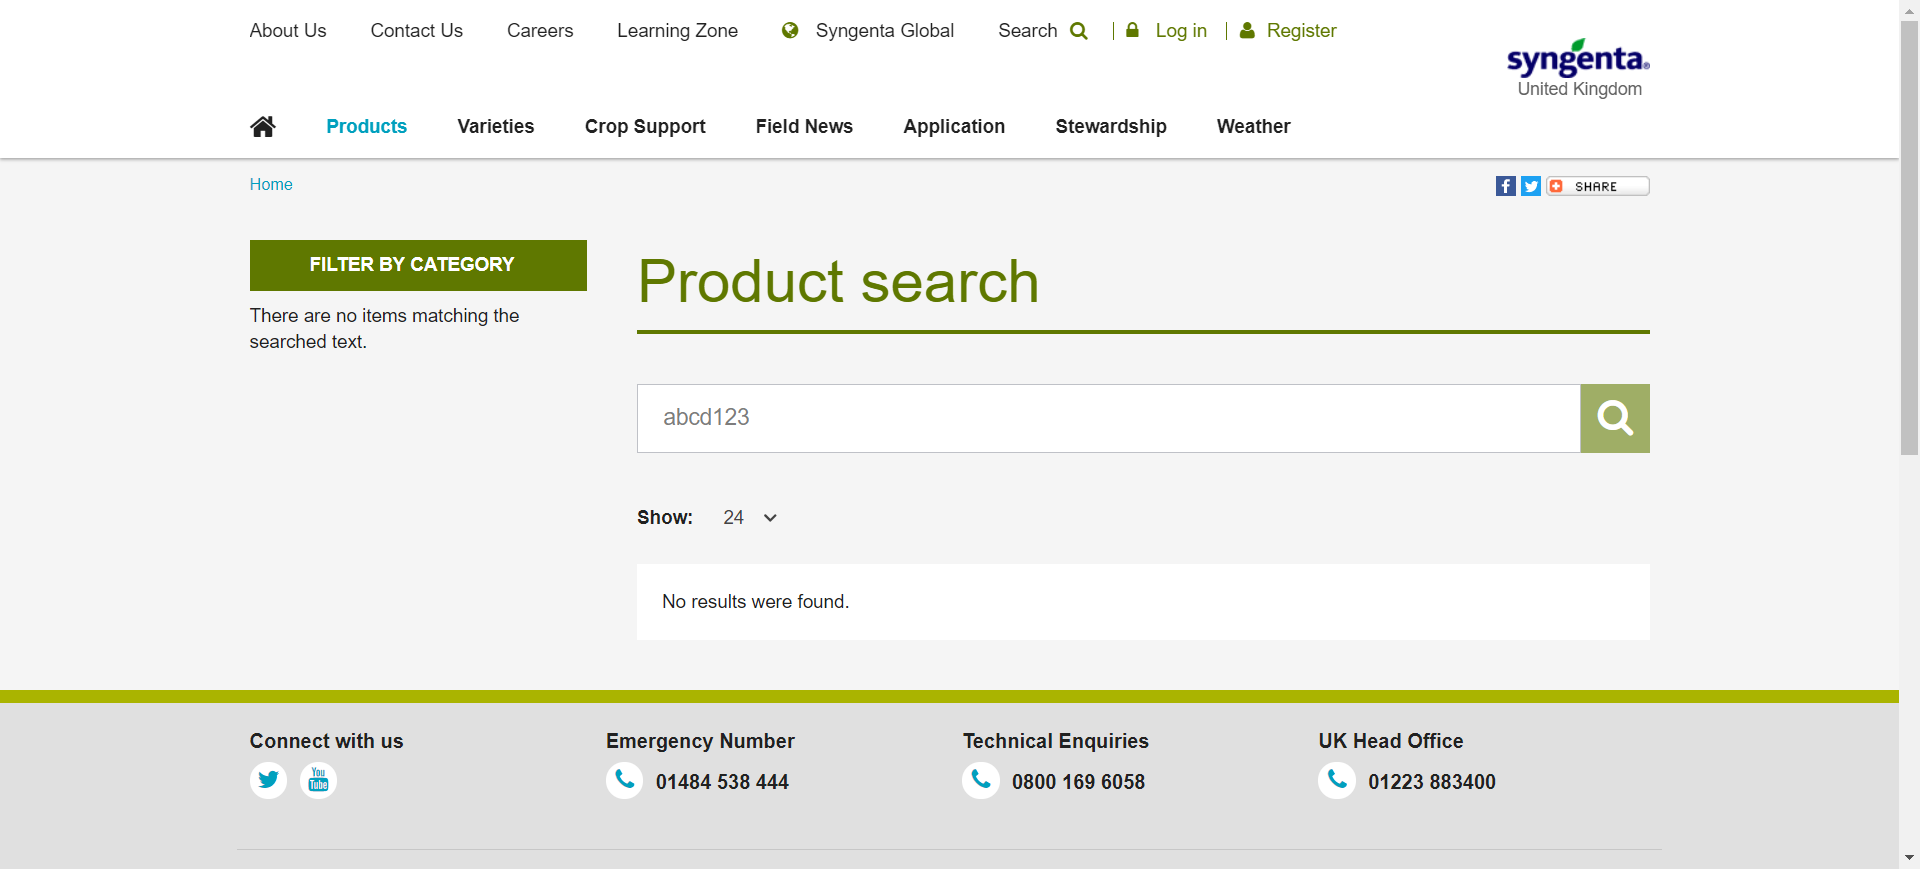 About Us Contact Us Careers Learning Zone Syngenta Global Search Log in Register
syngenta®
United Kingdom
Products Varieties Crop Support Field News Application Stewardship Weather
Home
SHARE
FILTER BY CATEGORY
There are no items matching the
searched text.
Product search
abcd123
Show: 24
No results were found.
Connect with us
You
Tube
Emergency Number
01484 538 444
Technical Enquiries
0800 169 6058
UK Head Office
01223 883400